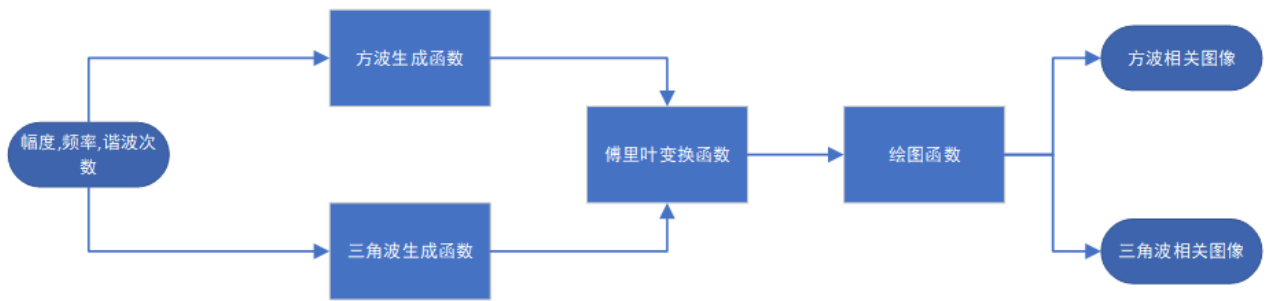 幅度,频率,谐波次
数
方波生成函数
三角波生成函数
傅里叶变换函数
绘图函数
方波相关图像
三角波相关图像